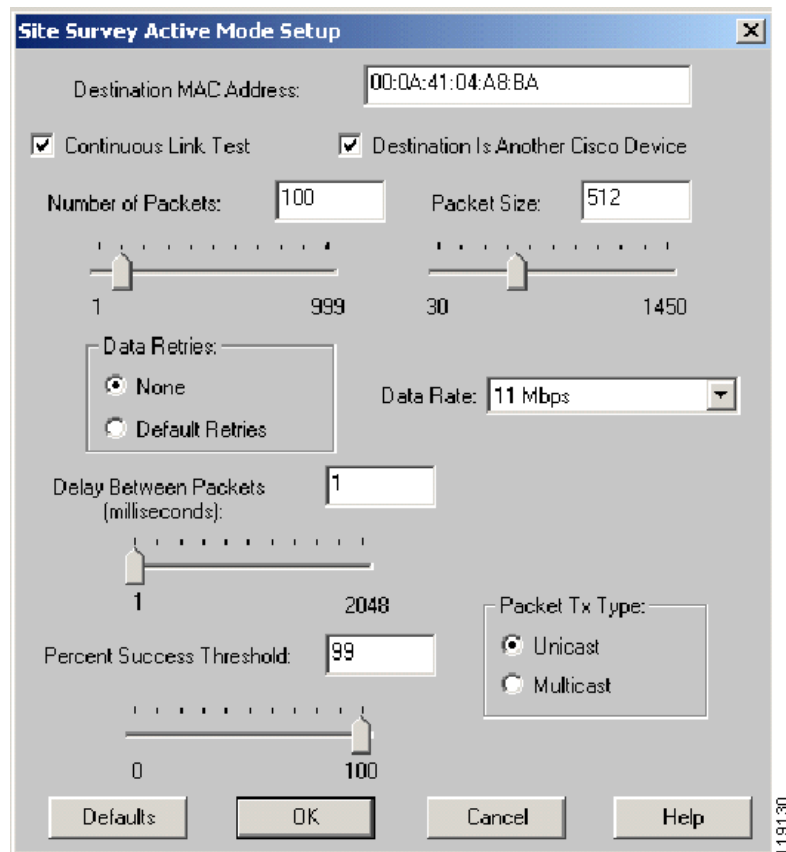 Site Survey Active Mode Setup
Destination MAC Address: 00:0A:41:04:A8:BA
Continuous Link Test Destination Is Another Cisco Device
Number of Packets: 100 Packet Size: 512
1 999 30 1450
Data Retries:
None
Default Retries
Data Rate: 11 Mbps
Delay Between Packets
(milliseconds): 1
1 2048
Packet Tx Type:
Unicast
Multicast
Percent Success Threshold: 99
0 100
Defaults OK Cancel Help
119130